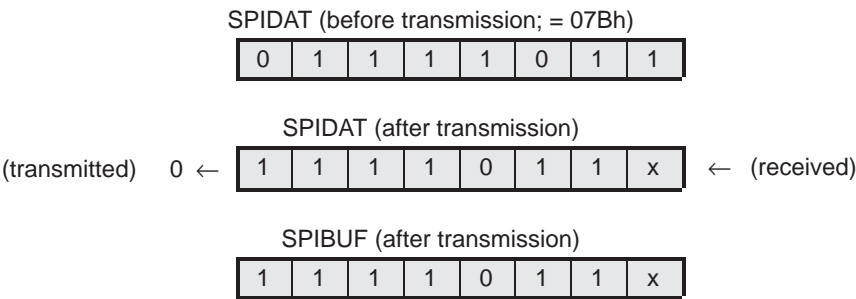 SPIDAT (before transmission; = 07Bh)
0 1 1 1 1 0 1 1
SPIDAT (after transmission)
(transmitted) 0 ← 1 1 1 1 0 1 1 x ← (received)
SPIBUF (after transmission)
1 1 1 1 0 1 1 x